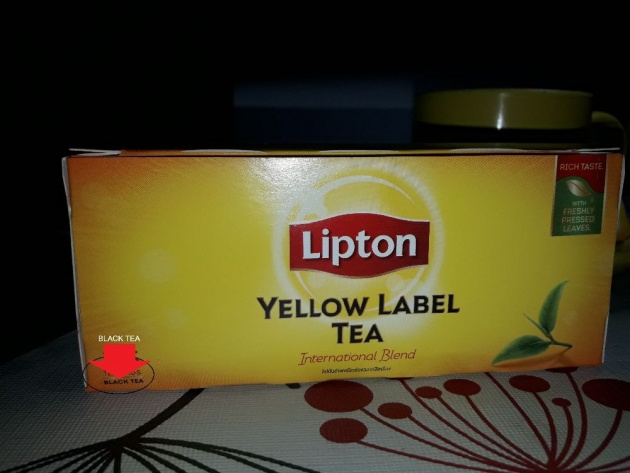 RICH TASTE
WITH
FRESHLY
PRESSED
LEAVES
Lipton
YELLOW LABEL
TEA
International Blend
BLACK TEA
BLACK TEA